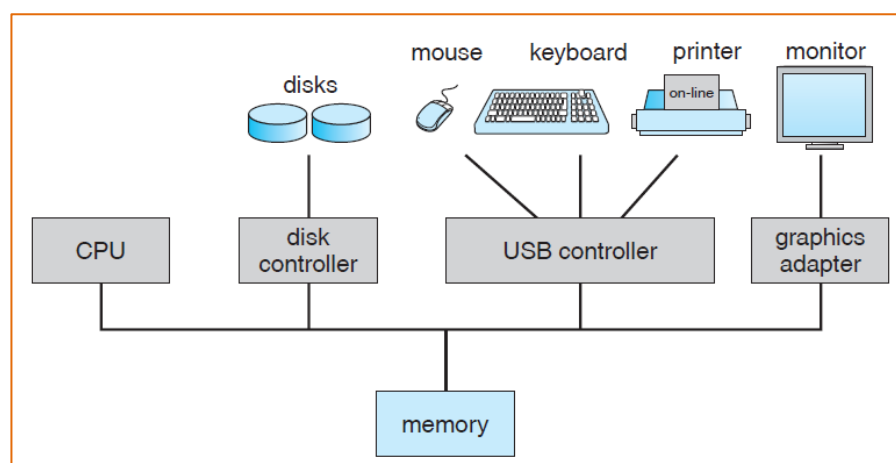 mouse keyboard printer monitor
disks
on-line
CPU
disk
controller
USB controller
graphics
adapter
memory